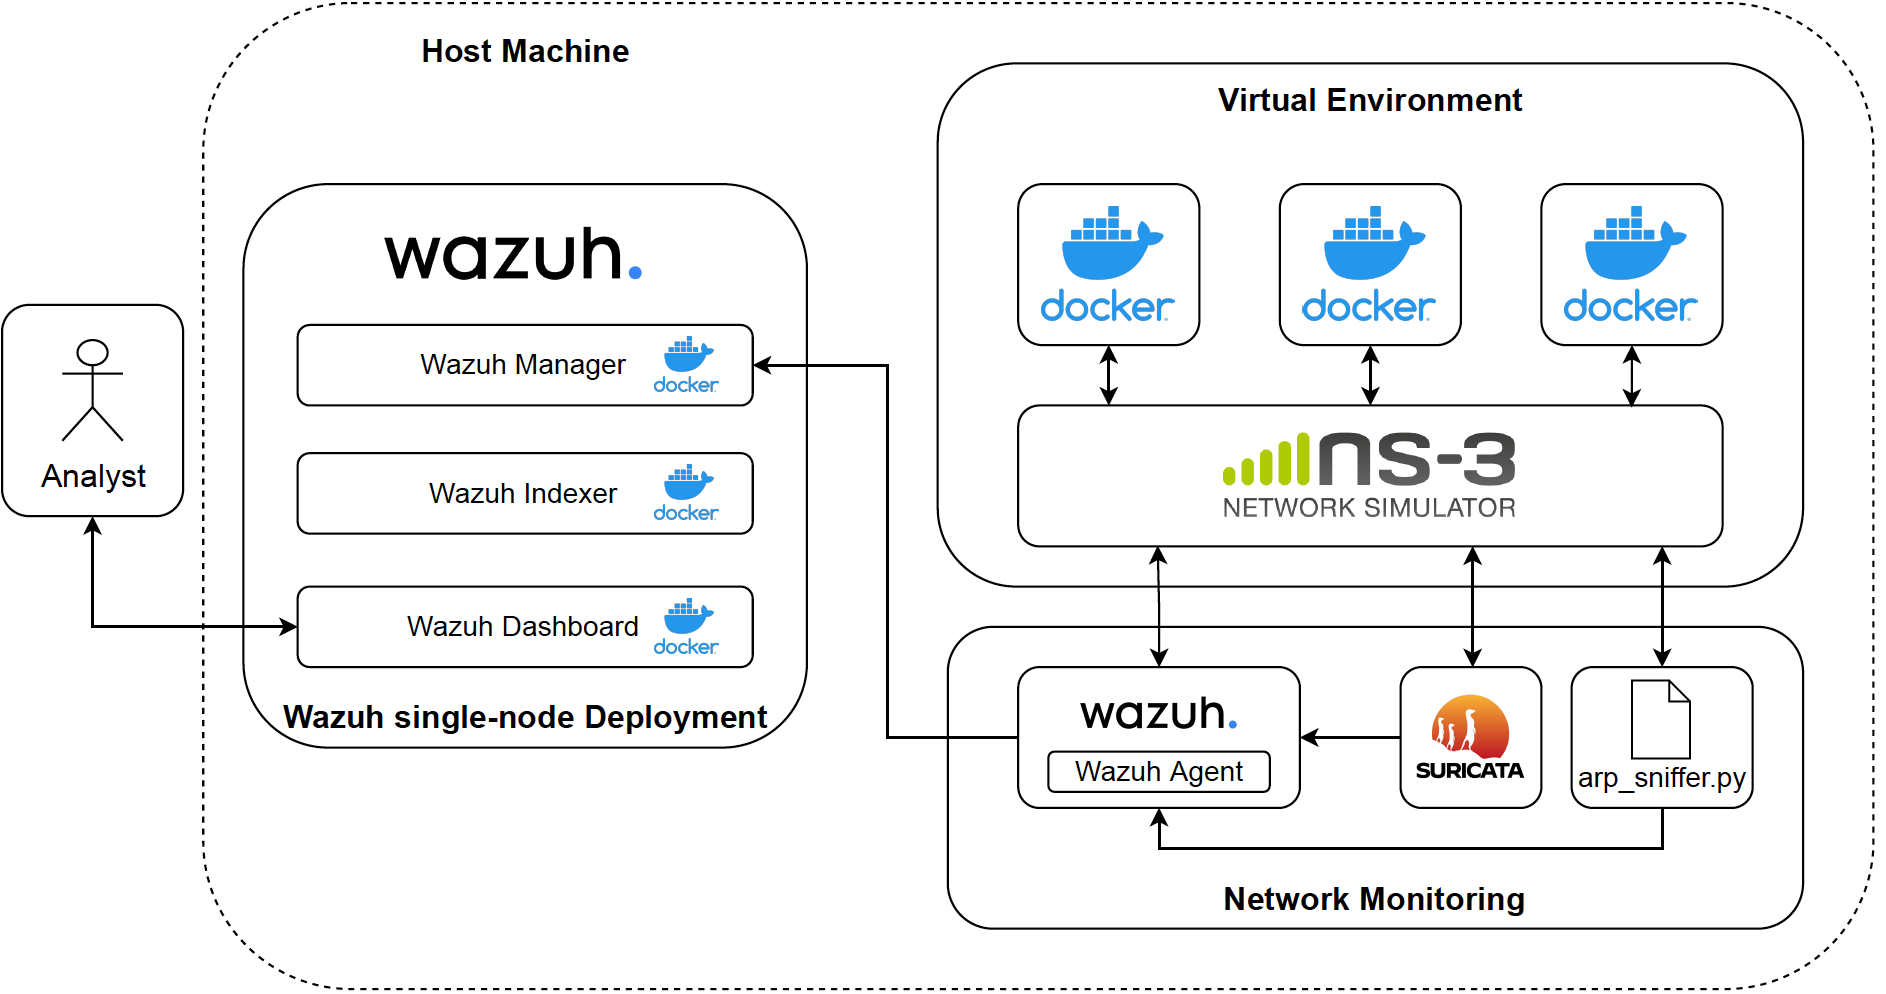 Host Machine
Virtual Environment
wazuh.
docker
docker
docker
Wazuh Manager
docker
Analyst
Wazuh Indexer
docker
ns-3
NETWORK SIMULATOR
Wazuh Dashboard
docker
Wazuh single-node Deployment
wazuh.
Wazuh Agent
SURICATA
arp_sniffer.py
Network Monitoring